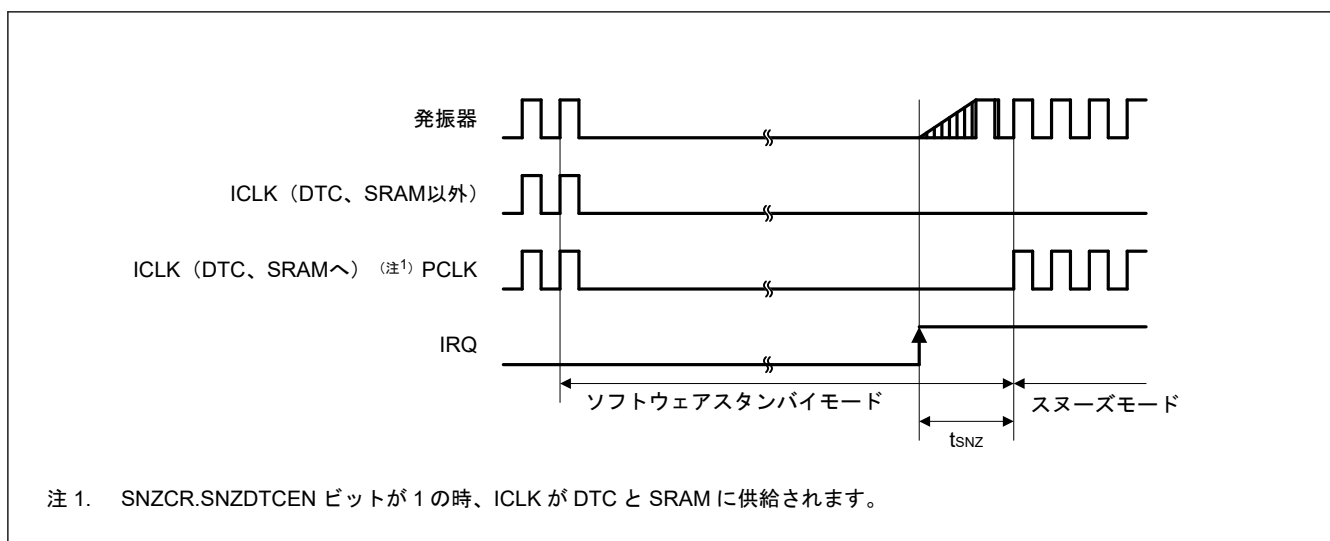 発振器
ICLK（DTC、SRAM以外）
ICLK（DTC、SRAMへ）（注1）PCLK
IRQ
ソフトウェアスタンバイモード
スヌーズモード
tSNZ
注 1. SNZCR.SNZDTCEN ビットが 1 の時、ICLK が DTC と SRAM に供給されます。